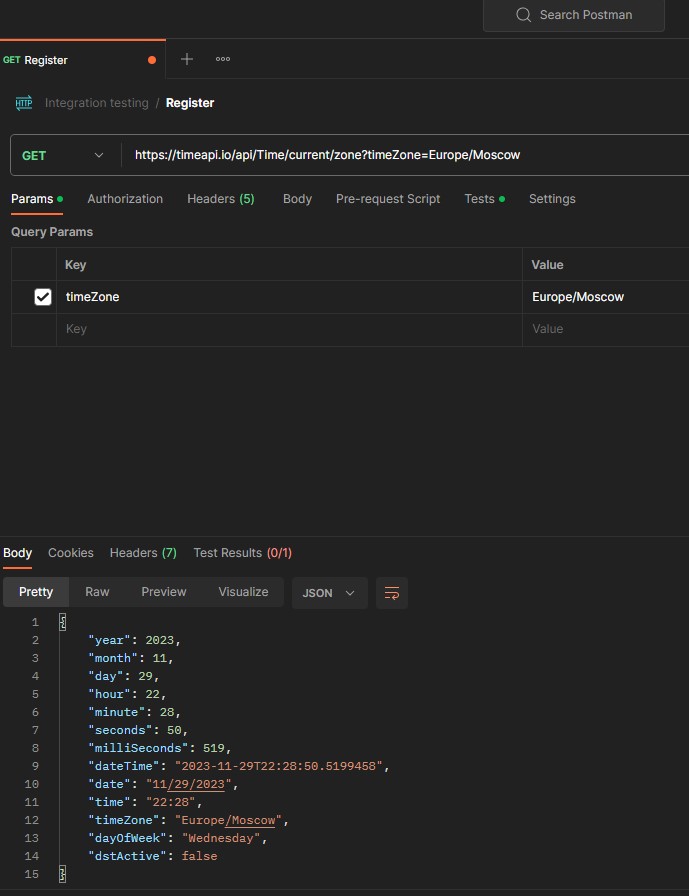 Search Postman
GET Register
HTTP Integration testing / Register
GET https://timeapi.io/api/Time/current/zone?timeZone=Europe/Moscow
Params Authorization Headers (5) Body Pre-request Script Tests Settings
Query Params
Key Value
timeZone Europe/Moscow
Key Value
Body Cookies Headers (7) Test Results (0/1)
Pretty Raw Preview Visualize JSON
1 {
2 "year": 2023,
3 "month": 11,
4 "day": 29,
5 "hour": 22,
6 "minute": 28,
7 "seconds": 50,
8 "milliSeconds": 519,
9 "dateTime": "2023-11-29T22:28:50.5199458",
10 "date": "11/29/2023",
11 "time": "22:28",
12 "timeZone": "Europe/Moscow",
13 "dayOfWeek": "Wednesday",
14 "dstActive": false
15 }